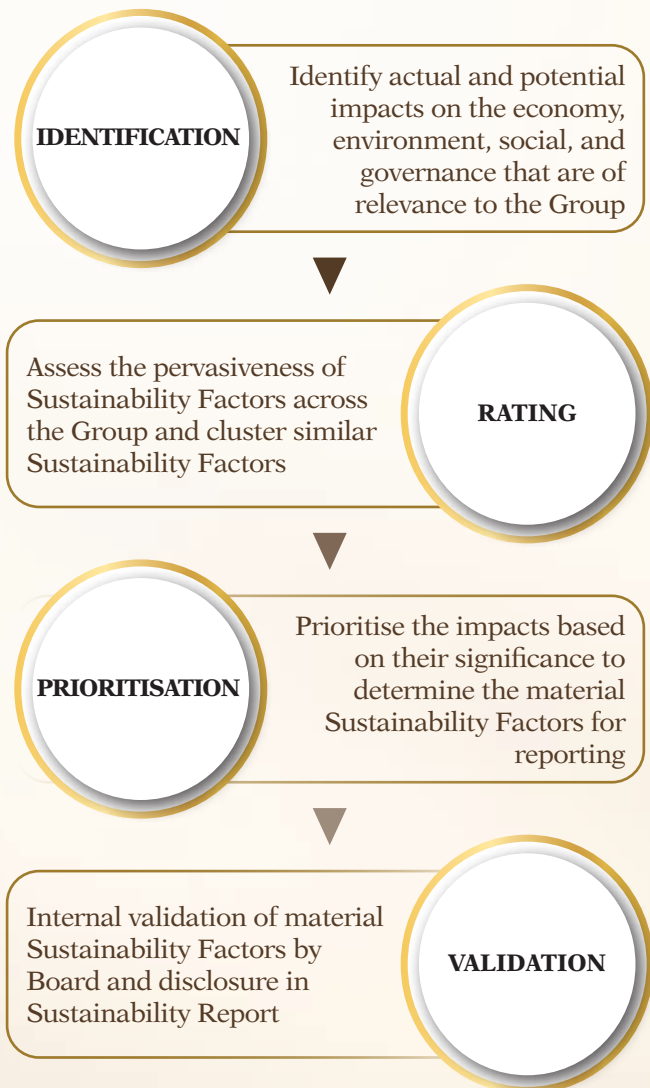 IDENTIFICATION
Identify actual and potential
impacts on the economy,
environment, social, and
governance that are of
relevance to the Group
Assess the pervasiveness of
Sustainability Factors across
the Group and cluster similar
Sustainability Factors
RATING
PRIORITISATION
Prioritise the impacts based
on their significance to
determine the material
Sustainability Factors for
reporting
Internal validation of material
Sustainability Factors by
Board and disclosure in
Sustainability Report
VALIDATION